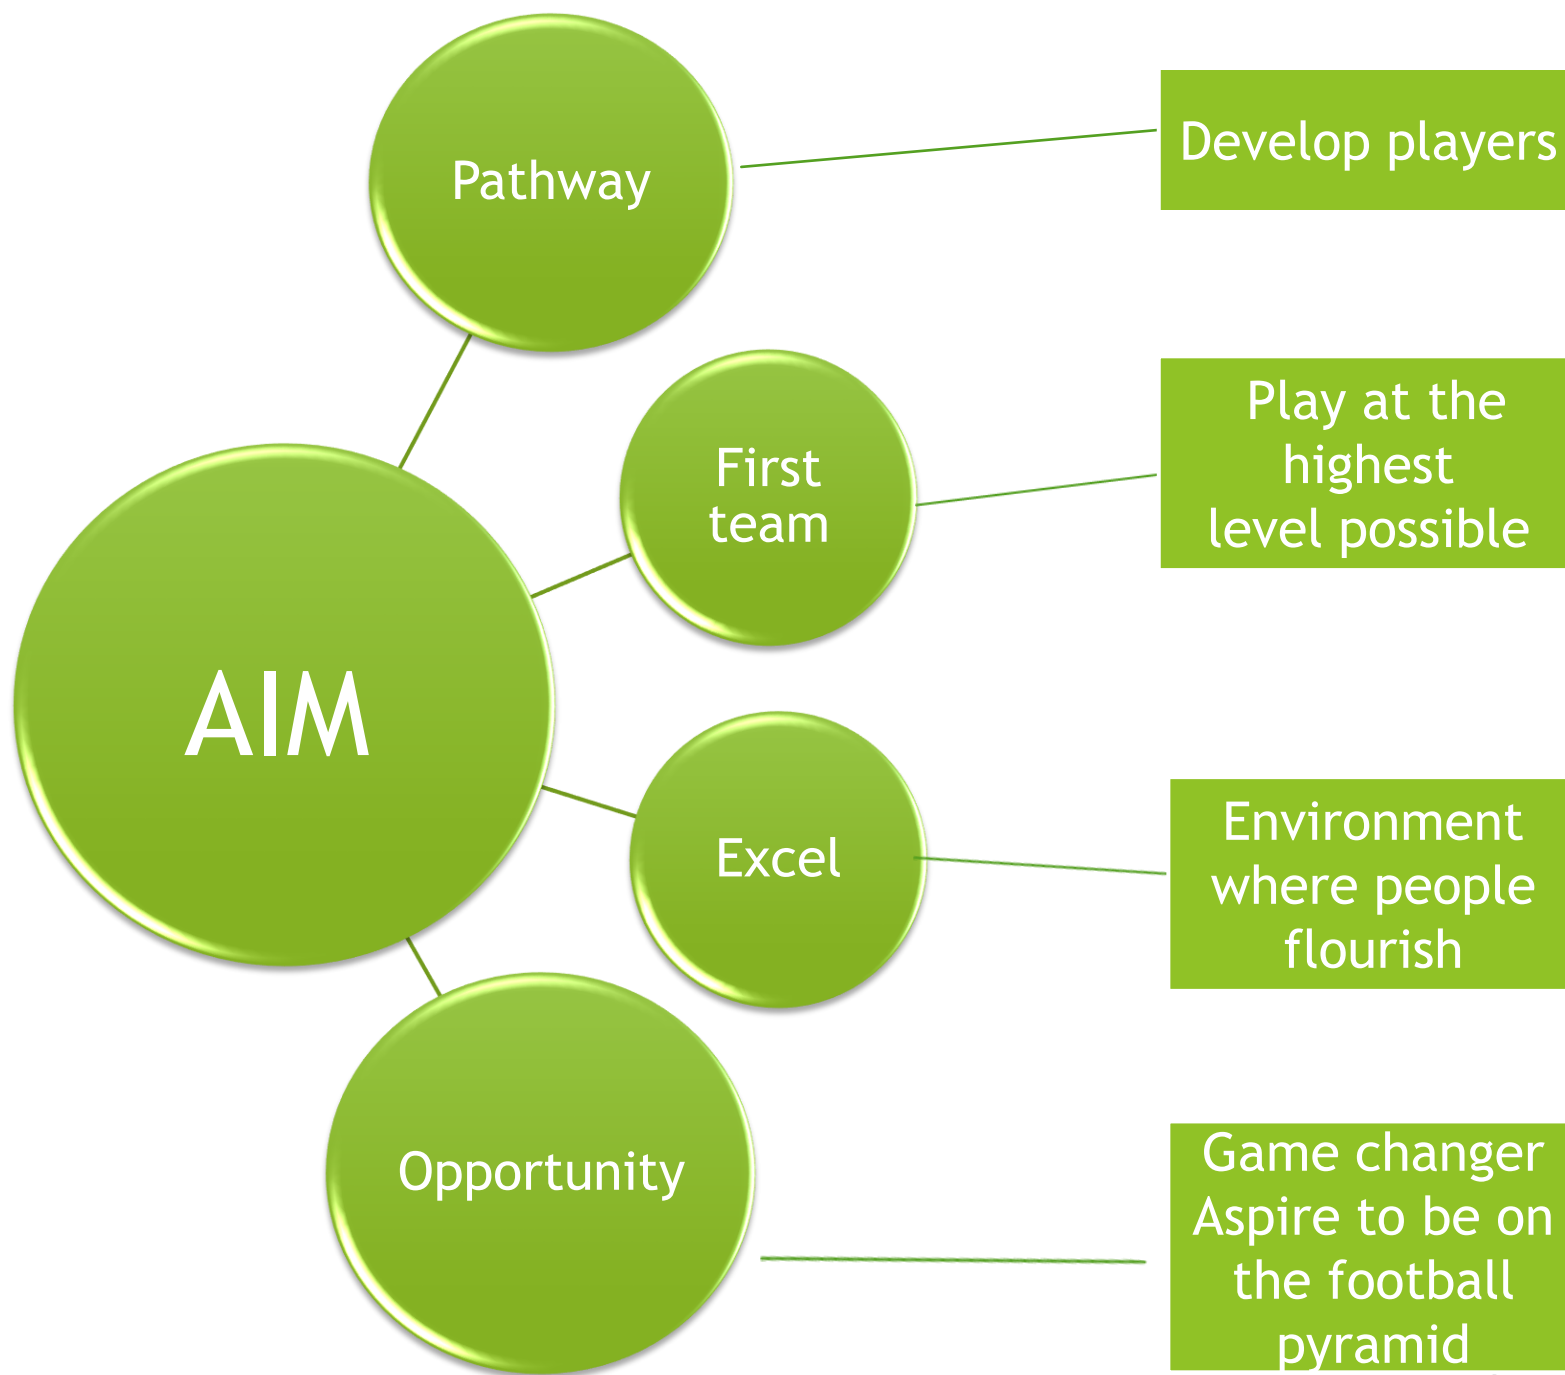 Pathway
Develop players
First
team
Play at the
highest
level possible
AIM
Excel
Environment
where people
flourish
Opportunity
Game changer
Aspire to be on
the football
pyramid